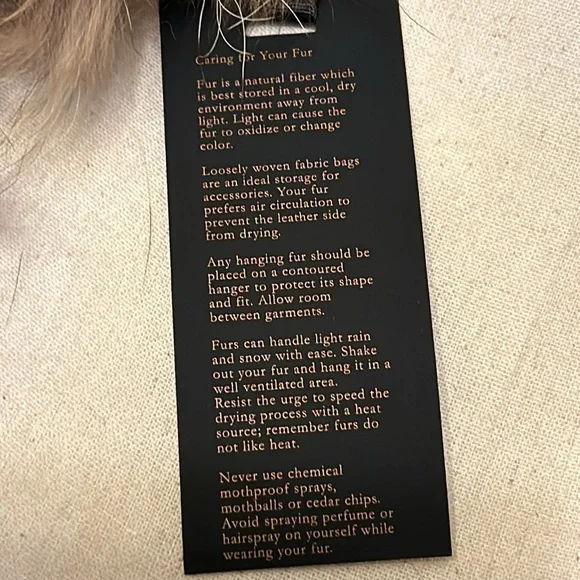 Caring for Your Fur
Fur is a natural fiber which
is best stored in a cool, dry
environment away from
light. Light can cause the
fur to oxidize or change
color.
Loosely woven fabric bags
are an ideal storage for
accessories. Your fur
prefers air circulation to
prevent the leather side
from drying.
Any hanging fur should be
placed on a contoured
hanger to protect its shape
and fit. Allow room
between garments.
Furs can handle light rain
and snow with ease. Shake
out your fur and hang it in a
well ventilated area.
Resist the urge to speed the
drying process with a heat
source; remember furs do
not like heat.
Never use chemical
mothproof sprays,
mothballs or cedar chips.
Avoid spraying perfume or
hairspray on yourself while
wearing your fur.